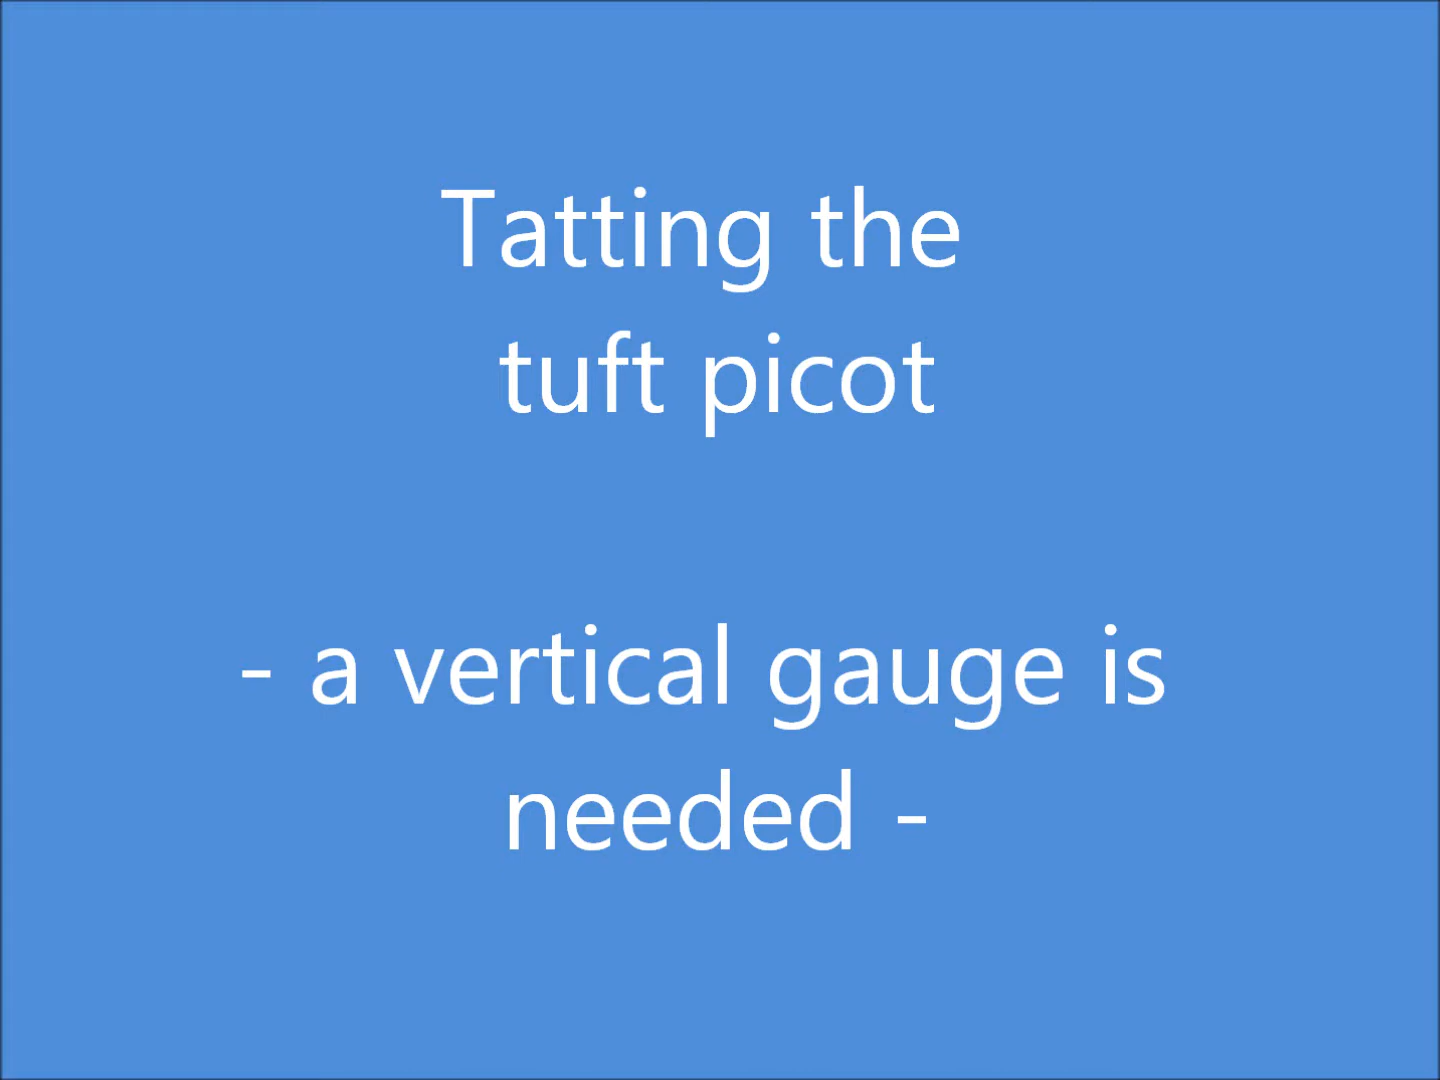 Tatting the
tuft picot
- a vertical gauge is
needed -